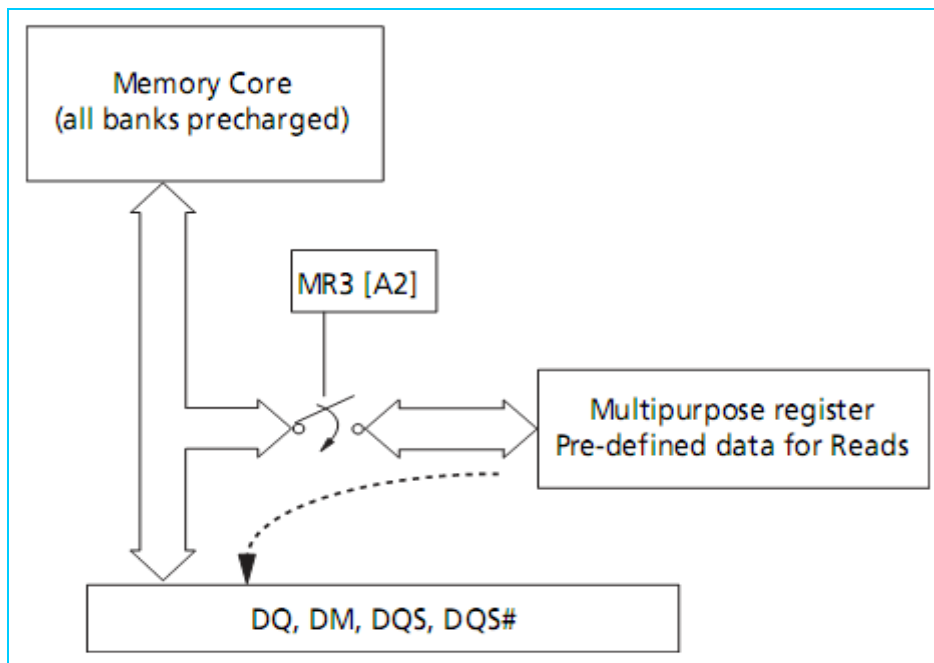 Memory Core
(all banks precharged)
MR3 [A2]
Multipurpose register
Pre-defined data for Reads
DQ, DM, DQS, DQS#